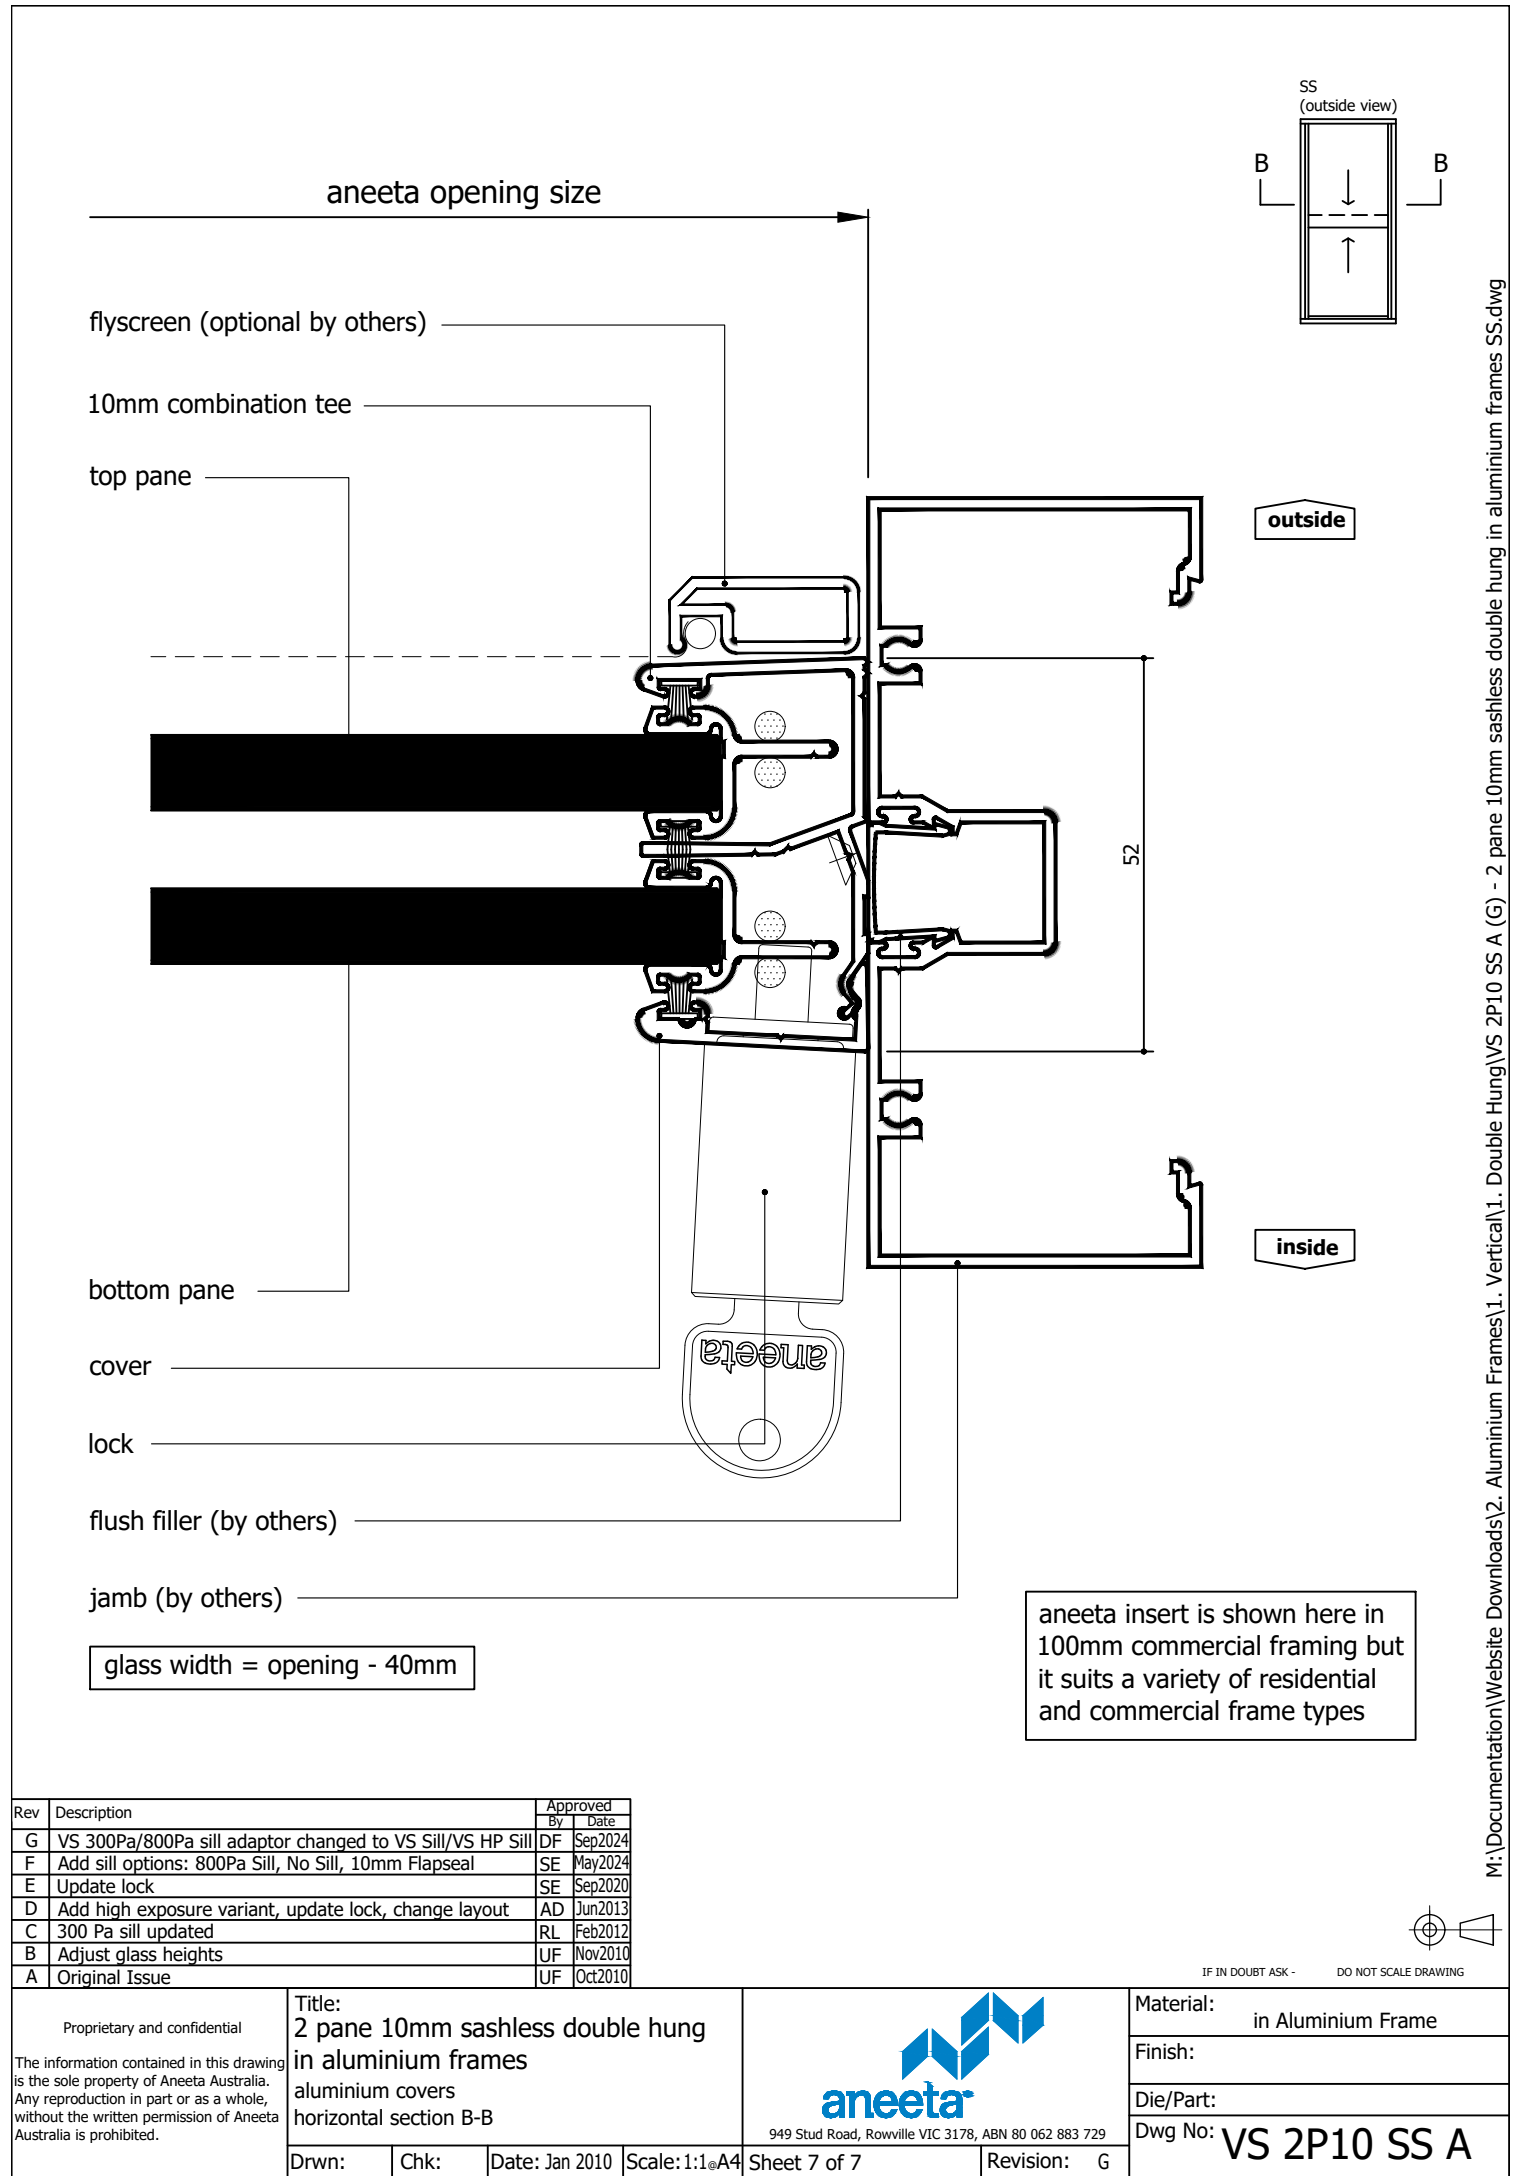 SS
(outside view)
B
B
aneeta opening size
flyscreen (optional by others)
10mm combination tee
top pane
outside
52
inside
bottom pane
cover
aneeta
lock
flush filler (by others)
jamb (by others)
glass width = opening - 40mm
aneeta insert is shown here in
100mm commercial framing but
it suits a variety of residential
and commercial frame types
M:\Documentation\Website Downloads\2. Aluminium Frames\1. Vertical\1. Double Hung\VS 2P10 SS A (G) - 2 pane 10mm sashless double hung in aluminium frames SS.dwg
Rev Description Approved
By Date
G VS 300Pa/800Pa sill adaptor changed to VS Sill/VS HP Sill DF Sep2024
F Add sill options: 800Pa Sill, No Sill, 10mm Flapseal SE May2024
E Update lock SE Sep2020
D Add high exposure variant, update lock, change layout AD Jun2013
C 300 Pa sill updated RL Feb2012
B Adjust glass heights UF Nov2010
A Original Issue UF Oct2010
IF IN DOUBT ASK - DO NOT SCALE DRAWING
Proprietary and confidential
The information contained in this drawing
is the sole property of Aneeta Australia.
Any reproduction in part or as a whole,
without the written permission of Aneeta
Australia is prohibited.
Title:
2 pane 10mm sashless double hung
in aluminium frames
aluminium covers
horizontal section B-B
Drwn: Chk: Date: Jan 2010 Scale: 1:1@A4
aneeta
949 Stud Road, Rowville VIC 3178, ABN 80 062 883 729
Sheet 7 of 7 Revision: G
Material:
in Aluminium Frame
Finish:
Die/Part:
Dwg No: VS 2P10 SS A